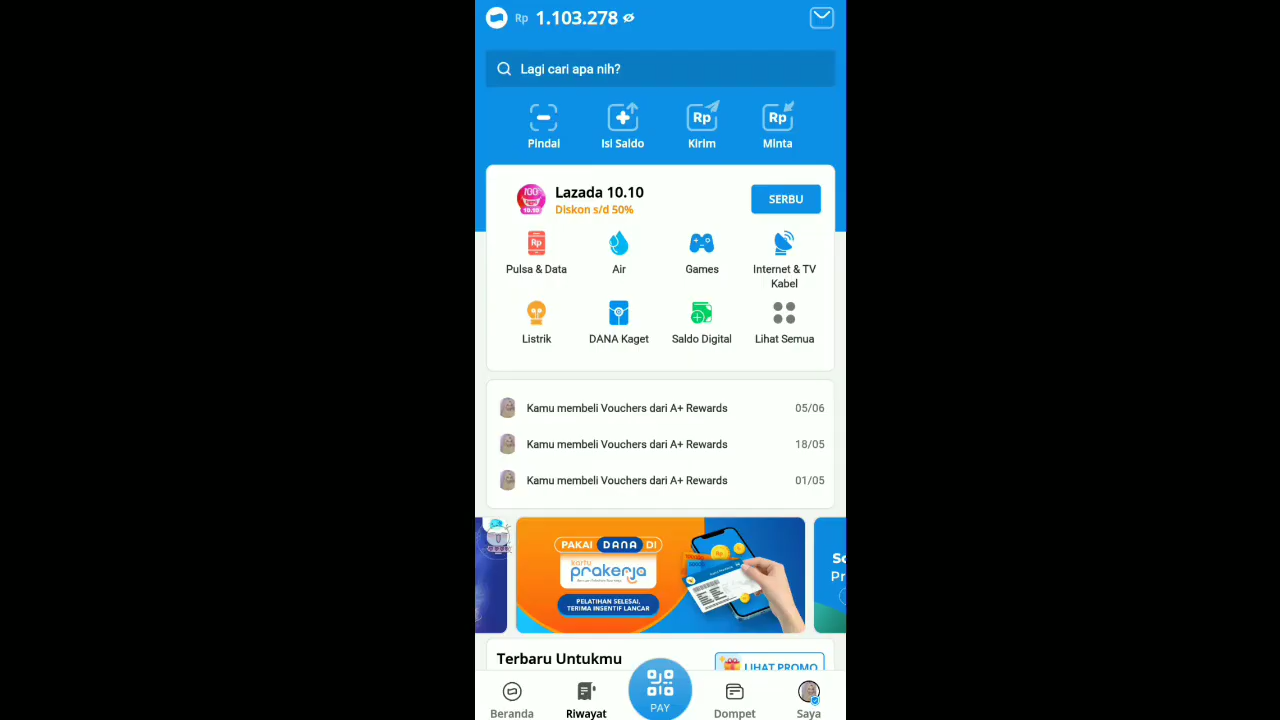 Rp 1.103.278
Lagi cari apa nih?
Pindai
Isi Saldo
Kirim
Minta
Lazada 10.10
Diskon s/d 50%
SERBU
Pulsa & Data
Air
Games
Internet & TV
Kabel
Listrik
DANA Kaget
Saldo Digital
Lihat Semua
Kamu membeli Vouchers dari A+ Rewards 05/06
Kamu membeli Vouchers dari A+ Rewards 18/05
Kamu membeli Vouchers dari A+ Rewards 01/05
PAKAI DANA DI
kartu
prakerja
PELATIHAN SELESAI,
TERIMA INSENTIF LANCAR
Terbaru Untukmu
LIHAT PROMO
PAY
Beranda
Riwayat
Dompet
Saya